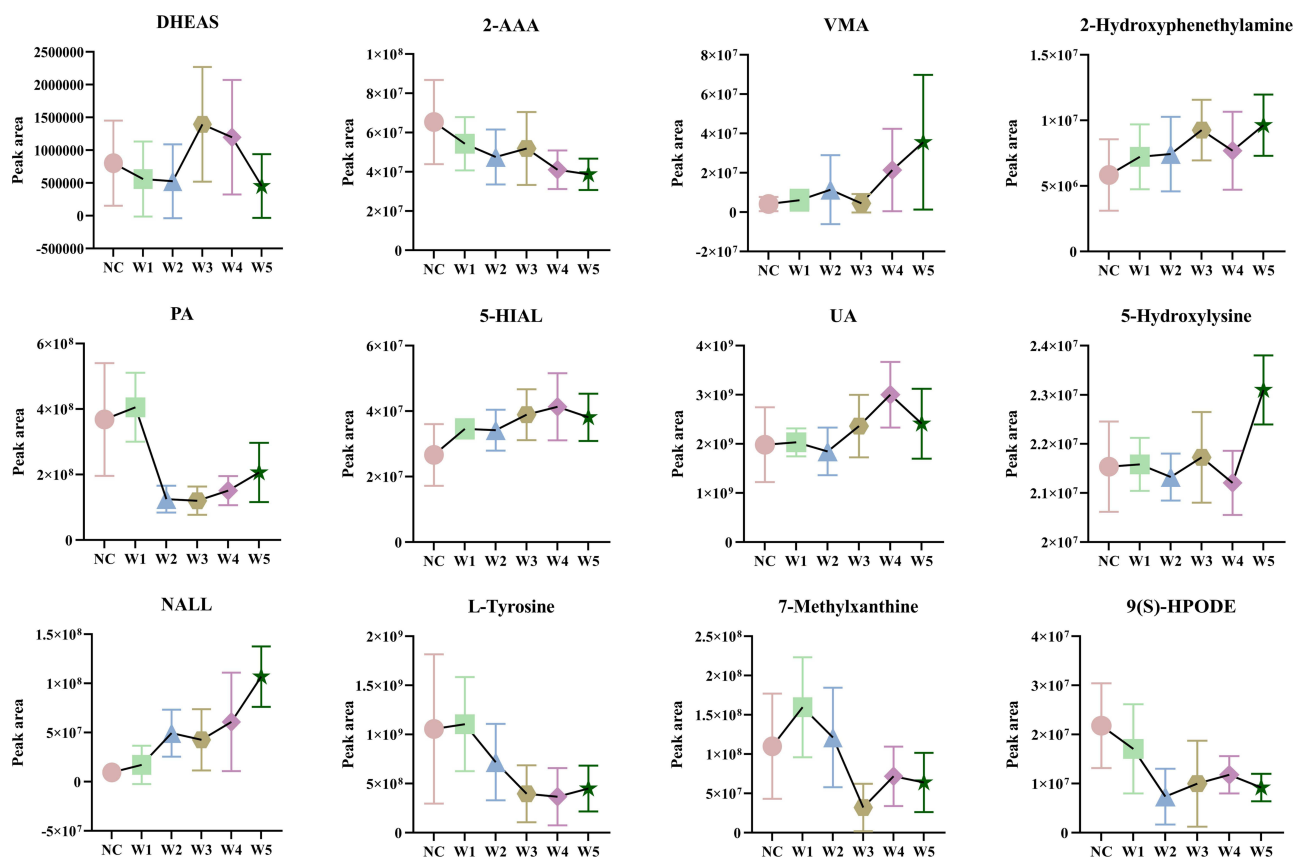 DHEAS
Peak area
2500000
2000000
1500000
1000000
500000
0
-500000
NC W1 W2 W3 W4 W5
2-AAA
Peak area
1×10⁸
8×10⁷
6×10⁷
4×10⁷
2×10⁷
0
NC W1 W2 W3 W4 W5
VMA
Peak area
8×10⁷
6×10⁷
4×10⁷
2×10⁷
0
-2×10⁷
NC W1 W2 W3 W4 W5
2-Hydroxyphenethylamine
Peak area
1.5×10⁷
1×10⁷
5×10⁶
0
NC W1 W2 W3 W4 W5
PA
Peak area
6×10⁸
4×10⁸
2×10⁸
0
NC W1 W2 W3 W4 W5
5-HIAL
Peak area
6×10⁷
4×10⁷
2×10⁷
0
NC W1 W2 W3 W4 W5
UA
Peak area
4×10⁹
3×10⁹
2×10⁹
1×10⁹
0
NC W1 W2 W3 W4 W5
5-Hydroxylysine
Peak area
2.4×10⁷
2.3×10⁷
2.2×10⁷
2.1×10⁷
2×10⁷
NC W1 W2 W3 W4 W5
NALL
Peak area
1.5×10⁸
1×10⁸
5×10⁷
0
-5×10⁷
NC W1 W2 W3 W4 W5
L-Tyrosine
Peak area
2×10⁹
1.5×10⁹
1×10⁹
5×10⁸
0
NC W1 W2 W3 W4 W5
7-Methylxanthine
Peak area
2.5×10⁸
2×10⁸
1.5×10⁸
1×10⁸
5×10⁷
0
NC W1 W2 W3 W4 W5
9(S)-HPODE
Peak area
4×10⁷
3×10⁷
2×10⁷
1×10⁷
0
NC W1 W2 W3 W4 W5